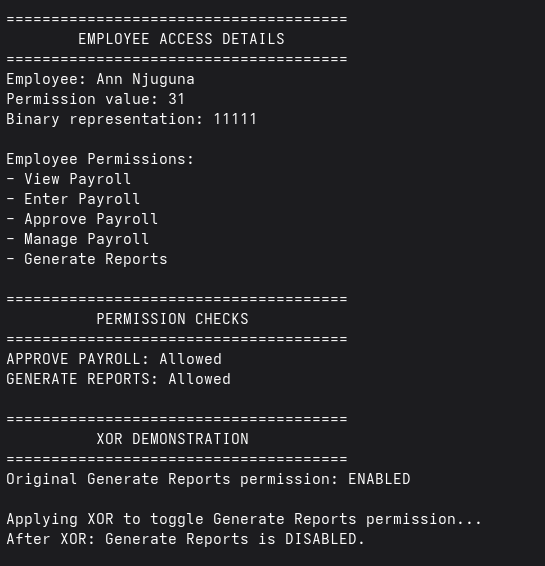 ======================================
EMPLOYEE ACCESS DETAILS
======================================
Employee: Ann Njuguna
Permission value: 31
Binary representation: 11111
Employee Permissions:
- View Payroll
- Enter Payroll
- Approve Payroll
- Manage Payroll
- Generate Reports
======================================
PERMISSION CHECKS
======================================
APPROVE PAYROLL: Allowed
GENERATE REPORTS: Allowed
======================================
XOR DEMONSTRATION
======================================
Original Generate Reports permission: ENABLED
Applying XOR to toggle Generate Reports permission...
After XOR: Generate Reports is DISABLED.